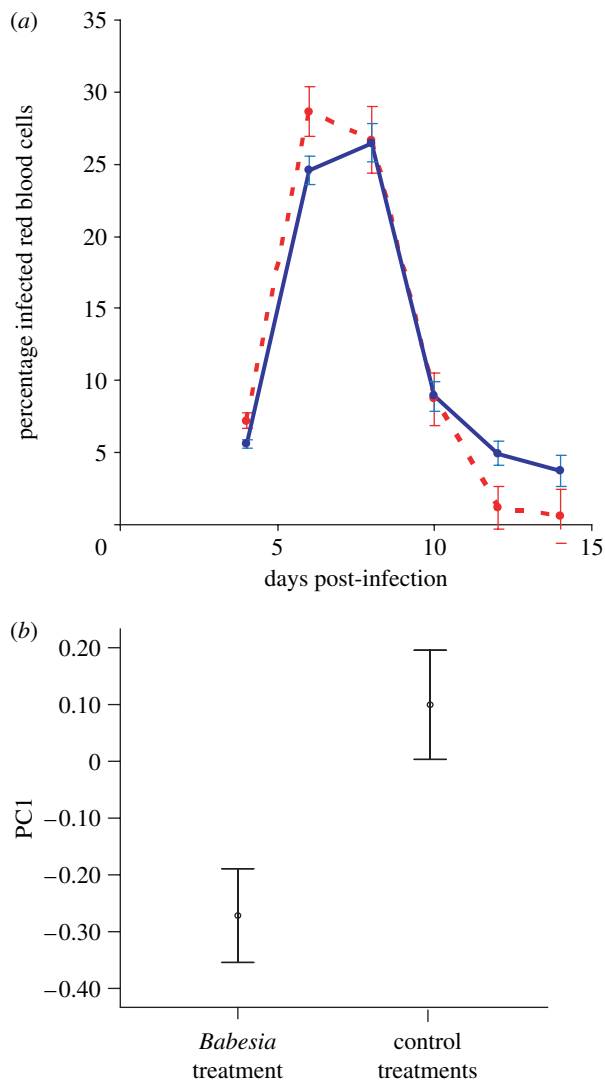 (a)
35
30
25
20
15
10
5
0
5
10
15
percentage infected red blood cells
days post-infection
(b)
0.20
0.10
0
−0.10
−0.20
−0.30
−0.40
PC1
Babesia
treatment
control
treatments